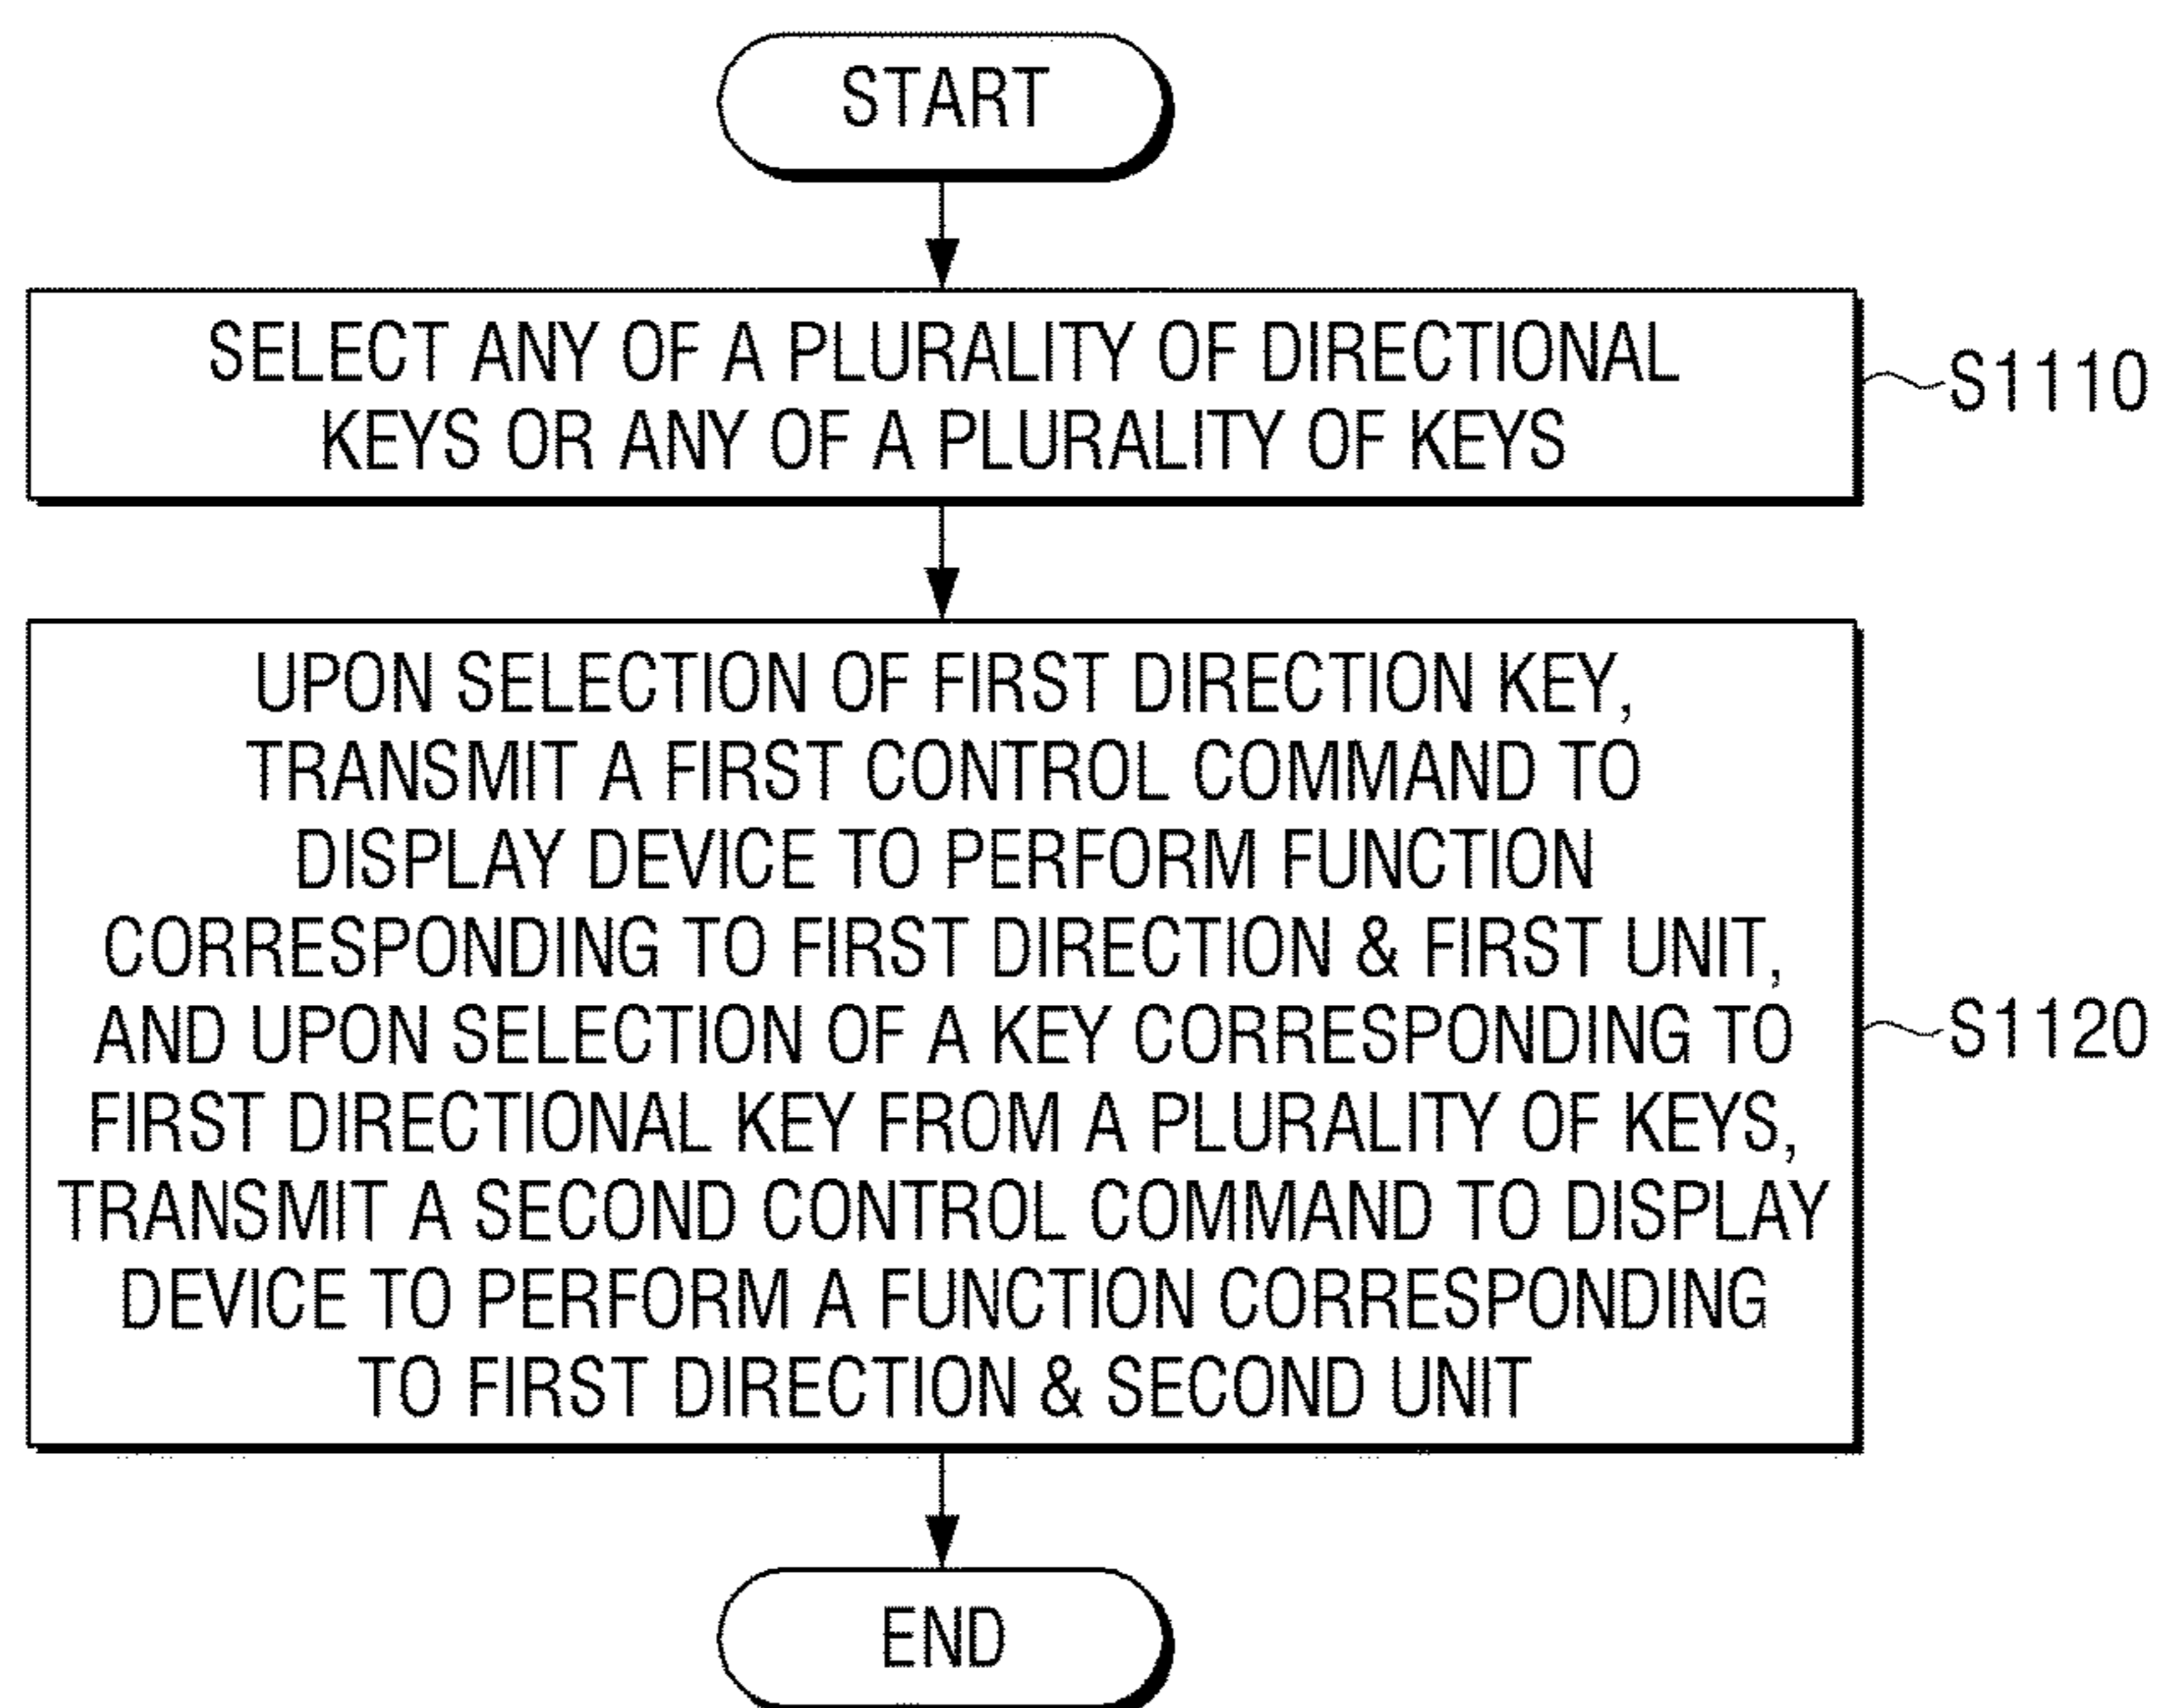 START
SELECT ANY OF A PLURALITY OF DIRECTIONAL
KEYS OR ANY OF A PLURALITY OF KEYS
S1110
UPON SELECTION OF FIRST DIRECTION KEY,
TRANSMIT A FIRST CONTROL COMMAND TO
DISPLAY DEVICE TO PERFORM FUNCTION
CORRESPONDING TO FIRST DIRECTION & FIRST UNIT,
AND UPON SELECTION OF A KEY CORRESPONDING TO
FIRST DIRECTIONAL KEY FROM A PLURALITY OF KEYS,
TRANSMIT A SECOND CONTROL COMMAND TO DISPLAY
DEVICE TO PERFORM A FUNCTION CORRESPONDING
TO FIRST DIRECTION & SECOND UNIT
S1120
END